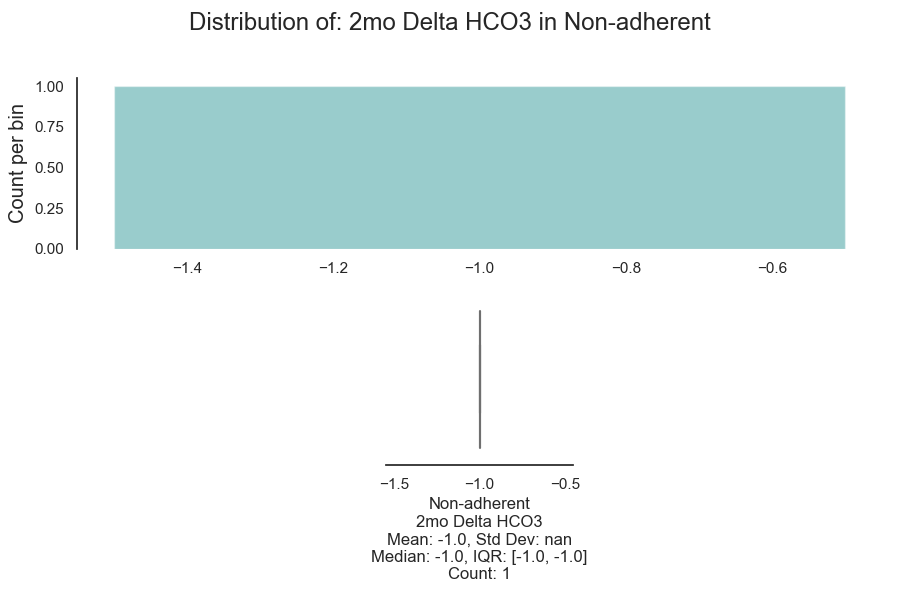 Distribution of: 2mo Delta HCO3 in Non-adherent
Count per bin
1.00
0.75
0.50
0.25
0.00
−1.4 −1.2 −1.0 −0.8 −0.6
−1.5 −1.0 −0.5
Non-adherent
2mo Delta HCO3
Mean: -1.0, Std Dev: nan
Median: -1.0, IQR: [-1.0, -1.0]
Count: 1